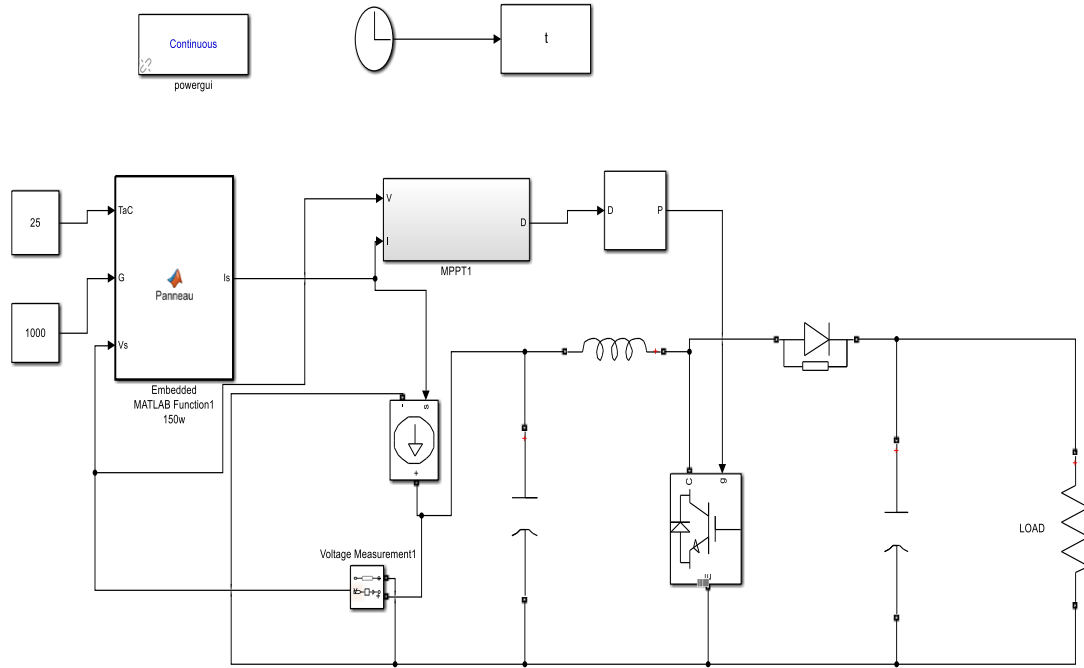 Continuous
powergui
t
25
1000
TaC
G
Vs
Is
Panneau
Embedded
MATLAB Function1
150w
V
I
D
MPPT1
D
P
-
s
+
Voltage Measurement1
+
-
+
+
C
g
E
+
+
LOAD